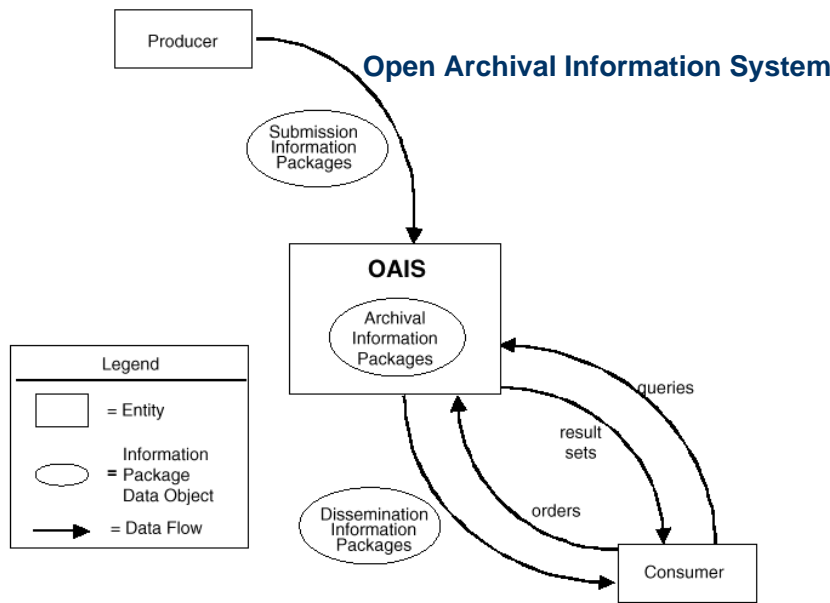 Producer
Open Archival Information System
Submission
Information
Packages
OAIS
Archival
Information
Packages
Legend
= Entity
Information
= Package
Data Object
= Data Flow
queries
result
sets
orders
Dissemination
Information
Packages
Consumer